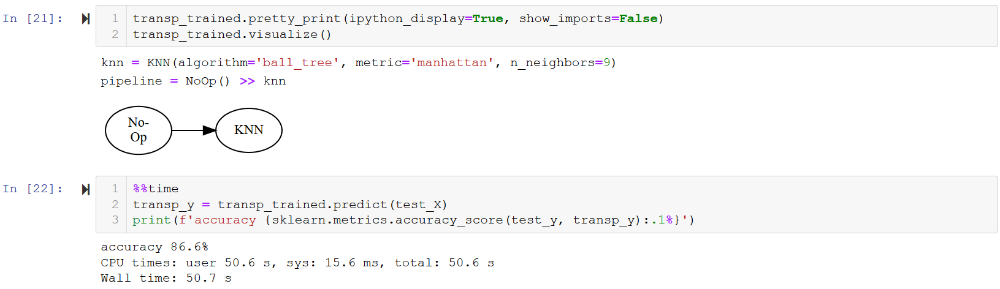 In [21]:
1 transp_trained.pretty_print(ipython_display=True, show_imports=False)
2 transp_trained.visualize()
knn = KNN(algorithm='ball_tree', metric='manhattan', n_neighbors=9)
pipeline = NoOp() >> knn
No-
Op
KNN
In [22]:
1 %%time
2 transp_y = transp_trained.predict(test_X)
3 print(f'accuracy {sklearn.metrics.accuracy_score(test_y, transp_y):.1%}')
accuracy 86.6%
CPU times: user 50.6 s, sys: 15.6 ms, total: 50.6 s
Wall time: 50.7 s